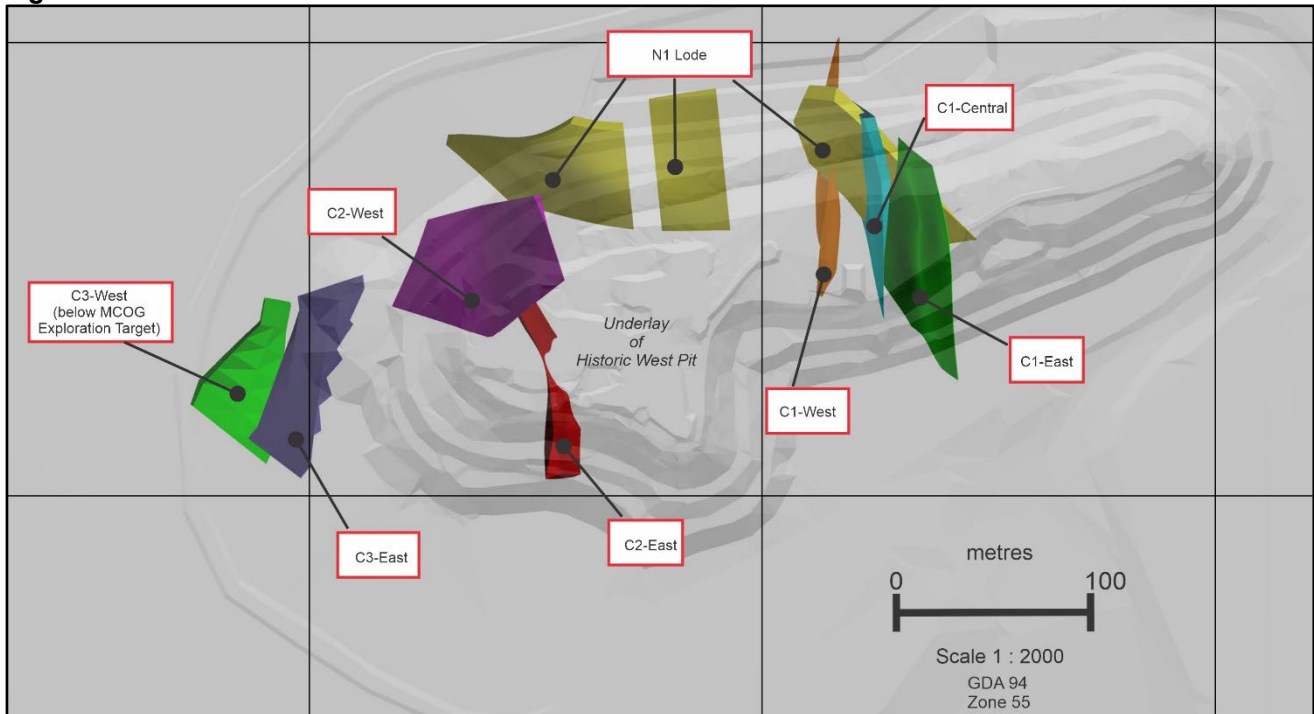 N1 Lode
C1-Central
C2-West
C3-West
(below MCOG
Exploration Target)
Underlay
of
Historic West Pit
C1-East
C1-West
C2-East
C3-East
metres
0 100
Scale 1 : 2000
GDA 94
Zone 55